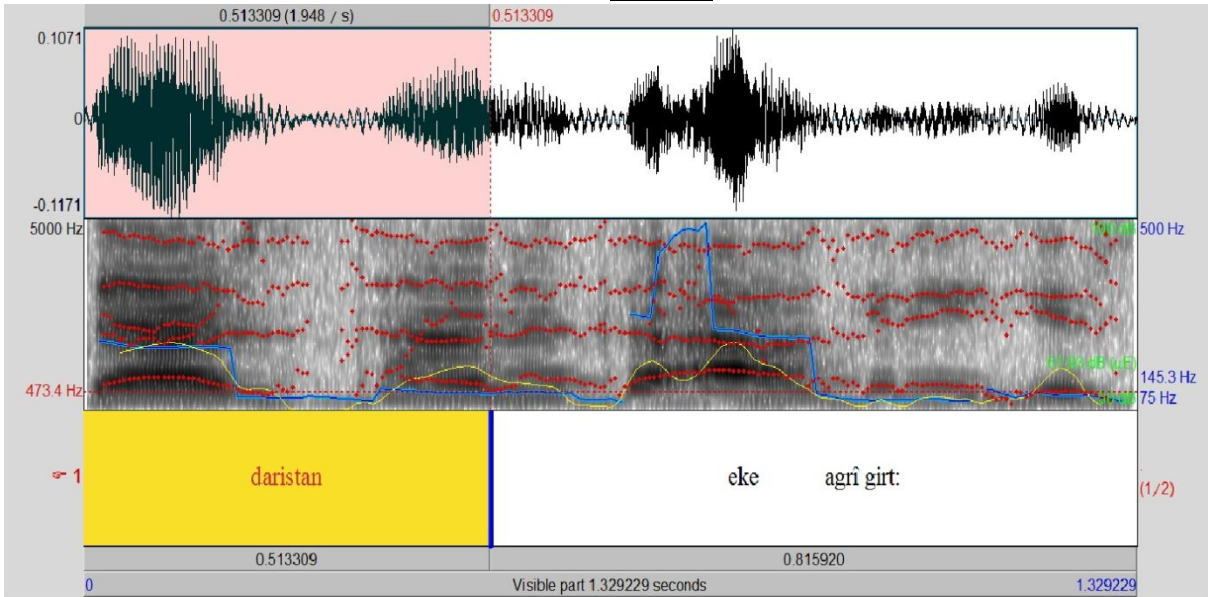 0.513309 (1.948 / s) 0.513309
0.1071
0
-0.1171
5000 Hz 500 Hz
473.4 Hz 145.3 Hz
75 Hz
1 daristan eke agrî girt: (1/2)
0.513309 0.815920
0 Visible part 1.329229 seconds 1.329229